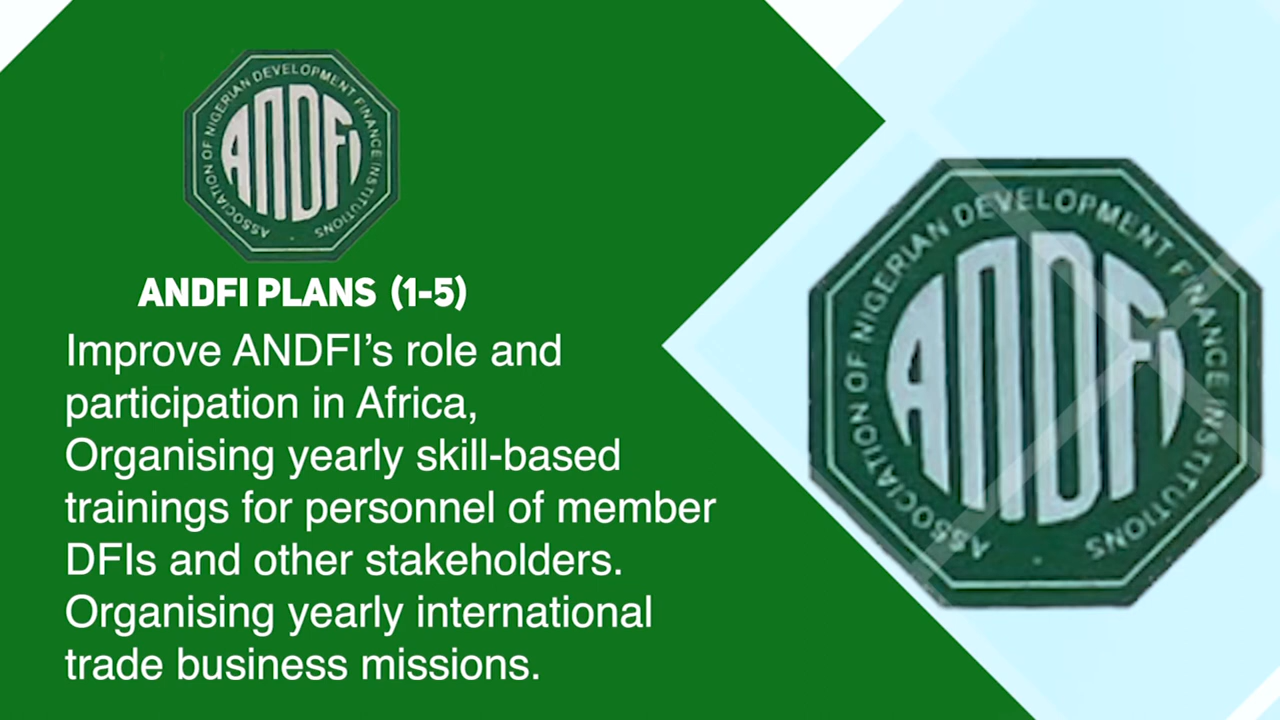 ASSOCIATION OF NIGERIAN DEVELOPMENT FINANCE INSTITUTIONS
ANDFI
ANDFI PLANS (1-5)
Improve ANDFI’s role and
participation in Africa,
Organising yearly skill-based
trainings for personnel of member
DFIs and other stakeholders.
Organising yearly international
trade business missions.
ASSOCIATION OF NIGERIAN DEVELOPMENT FINANCE INSTITUTIONS
ANDFI